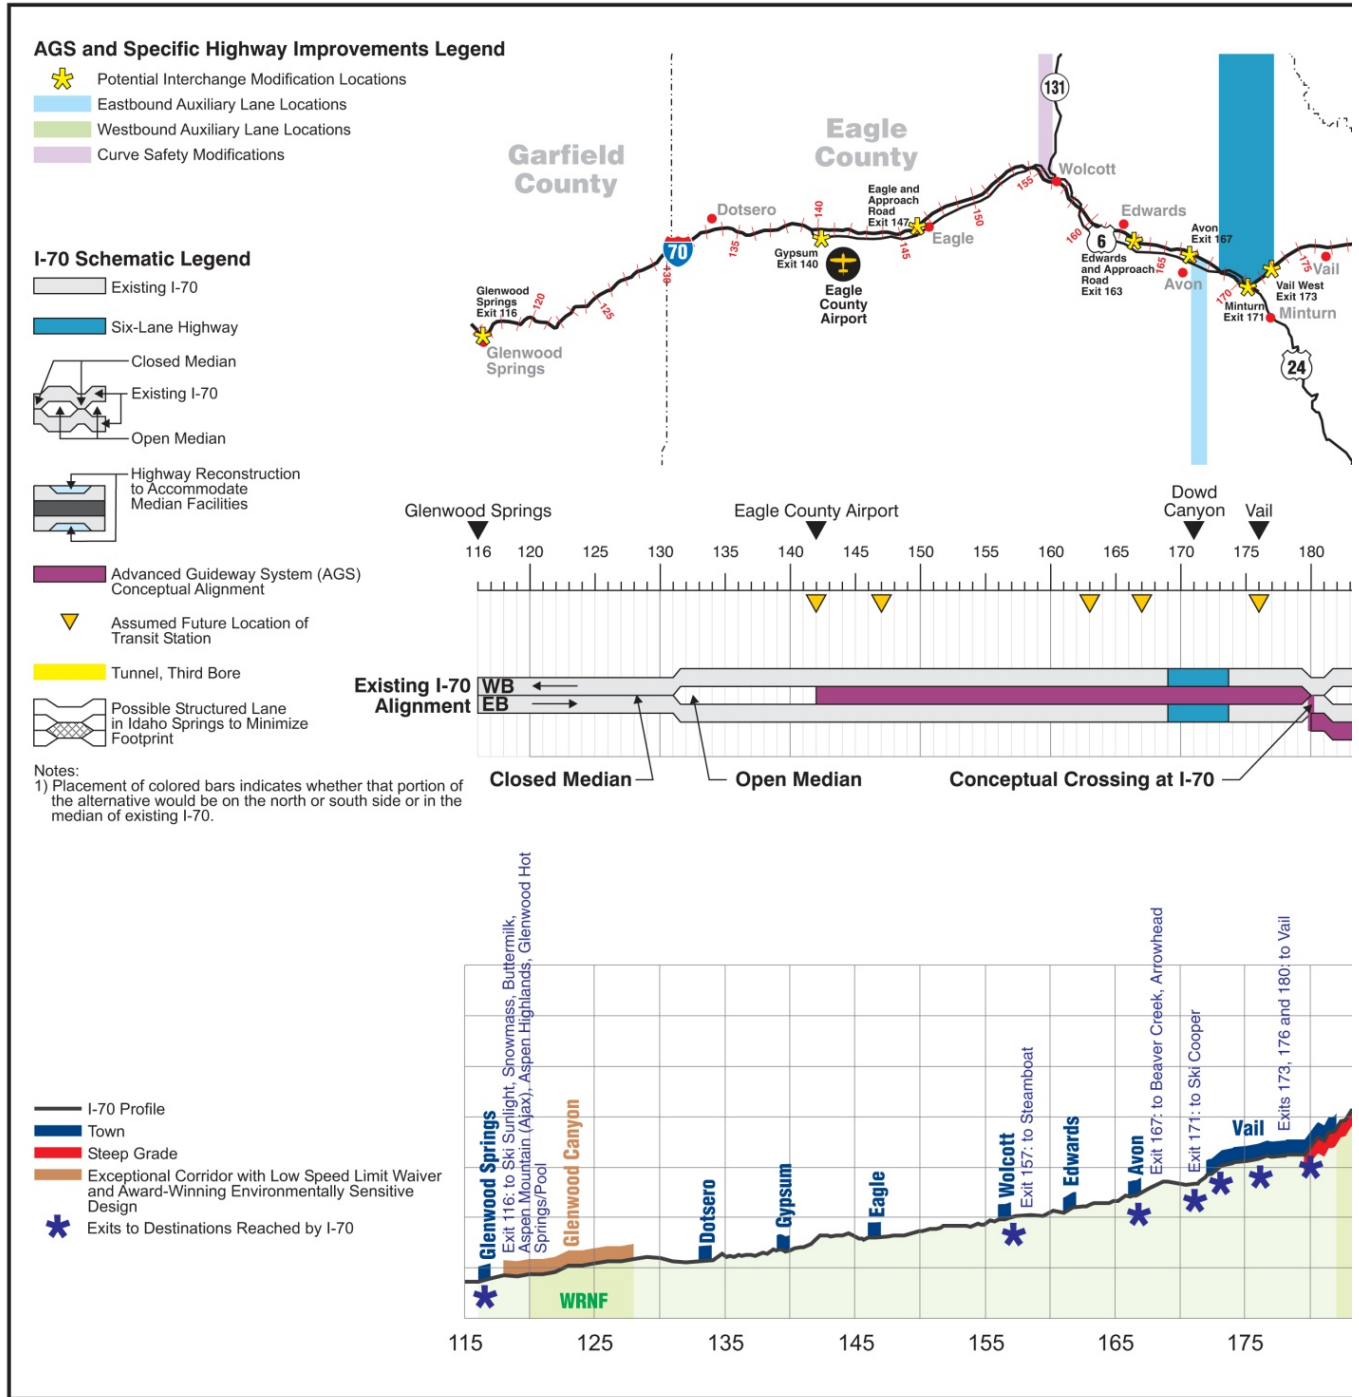 AGS and Specific Highway Improvements Legend
Potential Interchange Modification Locations
Eastbound Auxiliary Lane Locations
Westbound Auxiliary Lane Locations
Curve Safety Modifications
I-70 Schematic Legend
Existing I-70
Six-Lane Highway
Closed Median
Existing I-70
Open Median
Highway Reconstruction
to Accommodate
Median Facilities
Advanced Guideway System (AGS)
Conceptual Alignment
Assumed Future Location of
Transit Station
Tunnel, Third Bore
Possible Structured Lane
in Idaho Springs to Minimize
Footprint
Notes:
1) Placement of colored bars indicates whether that portion of
the alternative would be on the north or south side or in the
median of existing I-70.
Garfield
County
Eagle
County
131
Wolcott
Dotsero
Eagle and
Approach
Road
Exit 147
Eagle
Edwards
Avon
Exit 167
70
6
Gypsum
Exit 140
Eagle
County
Airport
Edwards
and Approach
Road
Exit 163
Avon
Vail West
Exit 173
Vail
Minturn
Exit 171
Minturn
24
Glenwood
Springs
Exit 116
Glenwood
Springs
120
125
130
135
140
145
150
155
160
165
170
175
Glenwood Springs
Eagle County Airport
Dowd
Canyon
Vail
116 120 125 130 135 140 145 150 155 160 165 170 175 180
Existing I-70
Alignment
WB
EB
Closed Median
Open Median
Conceptual Crossing at I-70
I-70 Profile
Town
Steep Grade
Exceptional Corridor with Low Speed Limit Waiver
and Award-Winning Environmentally Sensitive
Design
Exits to Destinations Reached by I-70
Glenwood Springs
Exit 116: to Ski Sunlight, Snowmass, Buttermilk,
Aspen Mountain (Ajax), Aspen Highlands, Glenwood Hot
Springs/Pool
Glenwood Canyon
WRNF
Dotsero
Gypsum
Eagle
Wolcott
Exit 157: to Steamboat
Edwards
Avon
Exit 167: to Beaver Creek, Arrowhead
Exit 171: to Ski Cooper
Vail
Exits 173, 176 and 180: to Vail
115 125 135 145 155 165 175